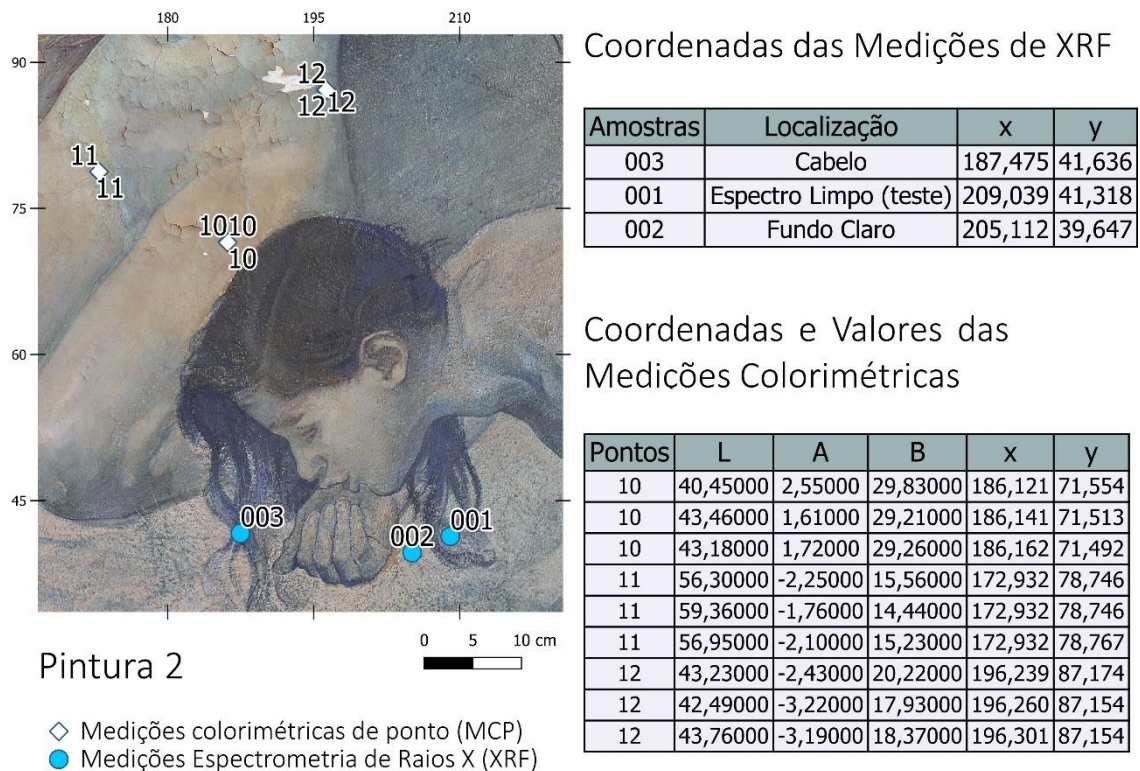 180 195 210
90
75
60
45
12
12 12
11
11
1010
10
003
002
001
0 5 10 cm
Pintura 2
Medições colorimétricas de ponto (MCP)
Medições Espectrometria de Raios X (XRF)
Coordenadas das Medições de XRF
Amostras Localização x y
003 Cabelo 187,475 41,636
001 Espectro Limpo (teste) 209,039 41,318
002 Fundo Claro 205,112 39,647
Coordenadas e Valores das
Medições Colorimétricas
Pontos L A B x y
10 40,45000 2,55000 29,83000 186,121 71,554
10 43,46000 1,61000 29,21000 186,141 71,513
10 43,18000 1,72000 29,26000 186,162 71,492
11 56,30000 -2,25000 15,56000 172,932 78,746
11 59,36000 -1,76000 14,44000 172,932 78,746
11 56,95000 -2,10000 15,23000 172,932 78,767
12 43,23000 -2,43000 20,22000 196,239 87,174
12 42,49000 -3,22000 17,93000 196,260 87,154
12 43,76000 -3,19000 18,37000 196,301 87,154